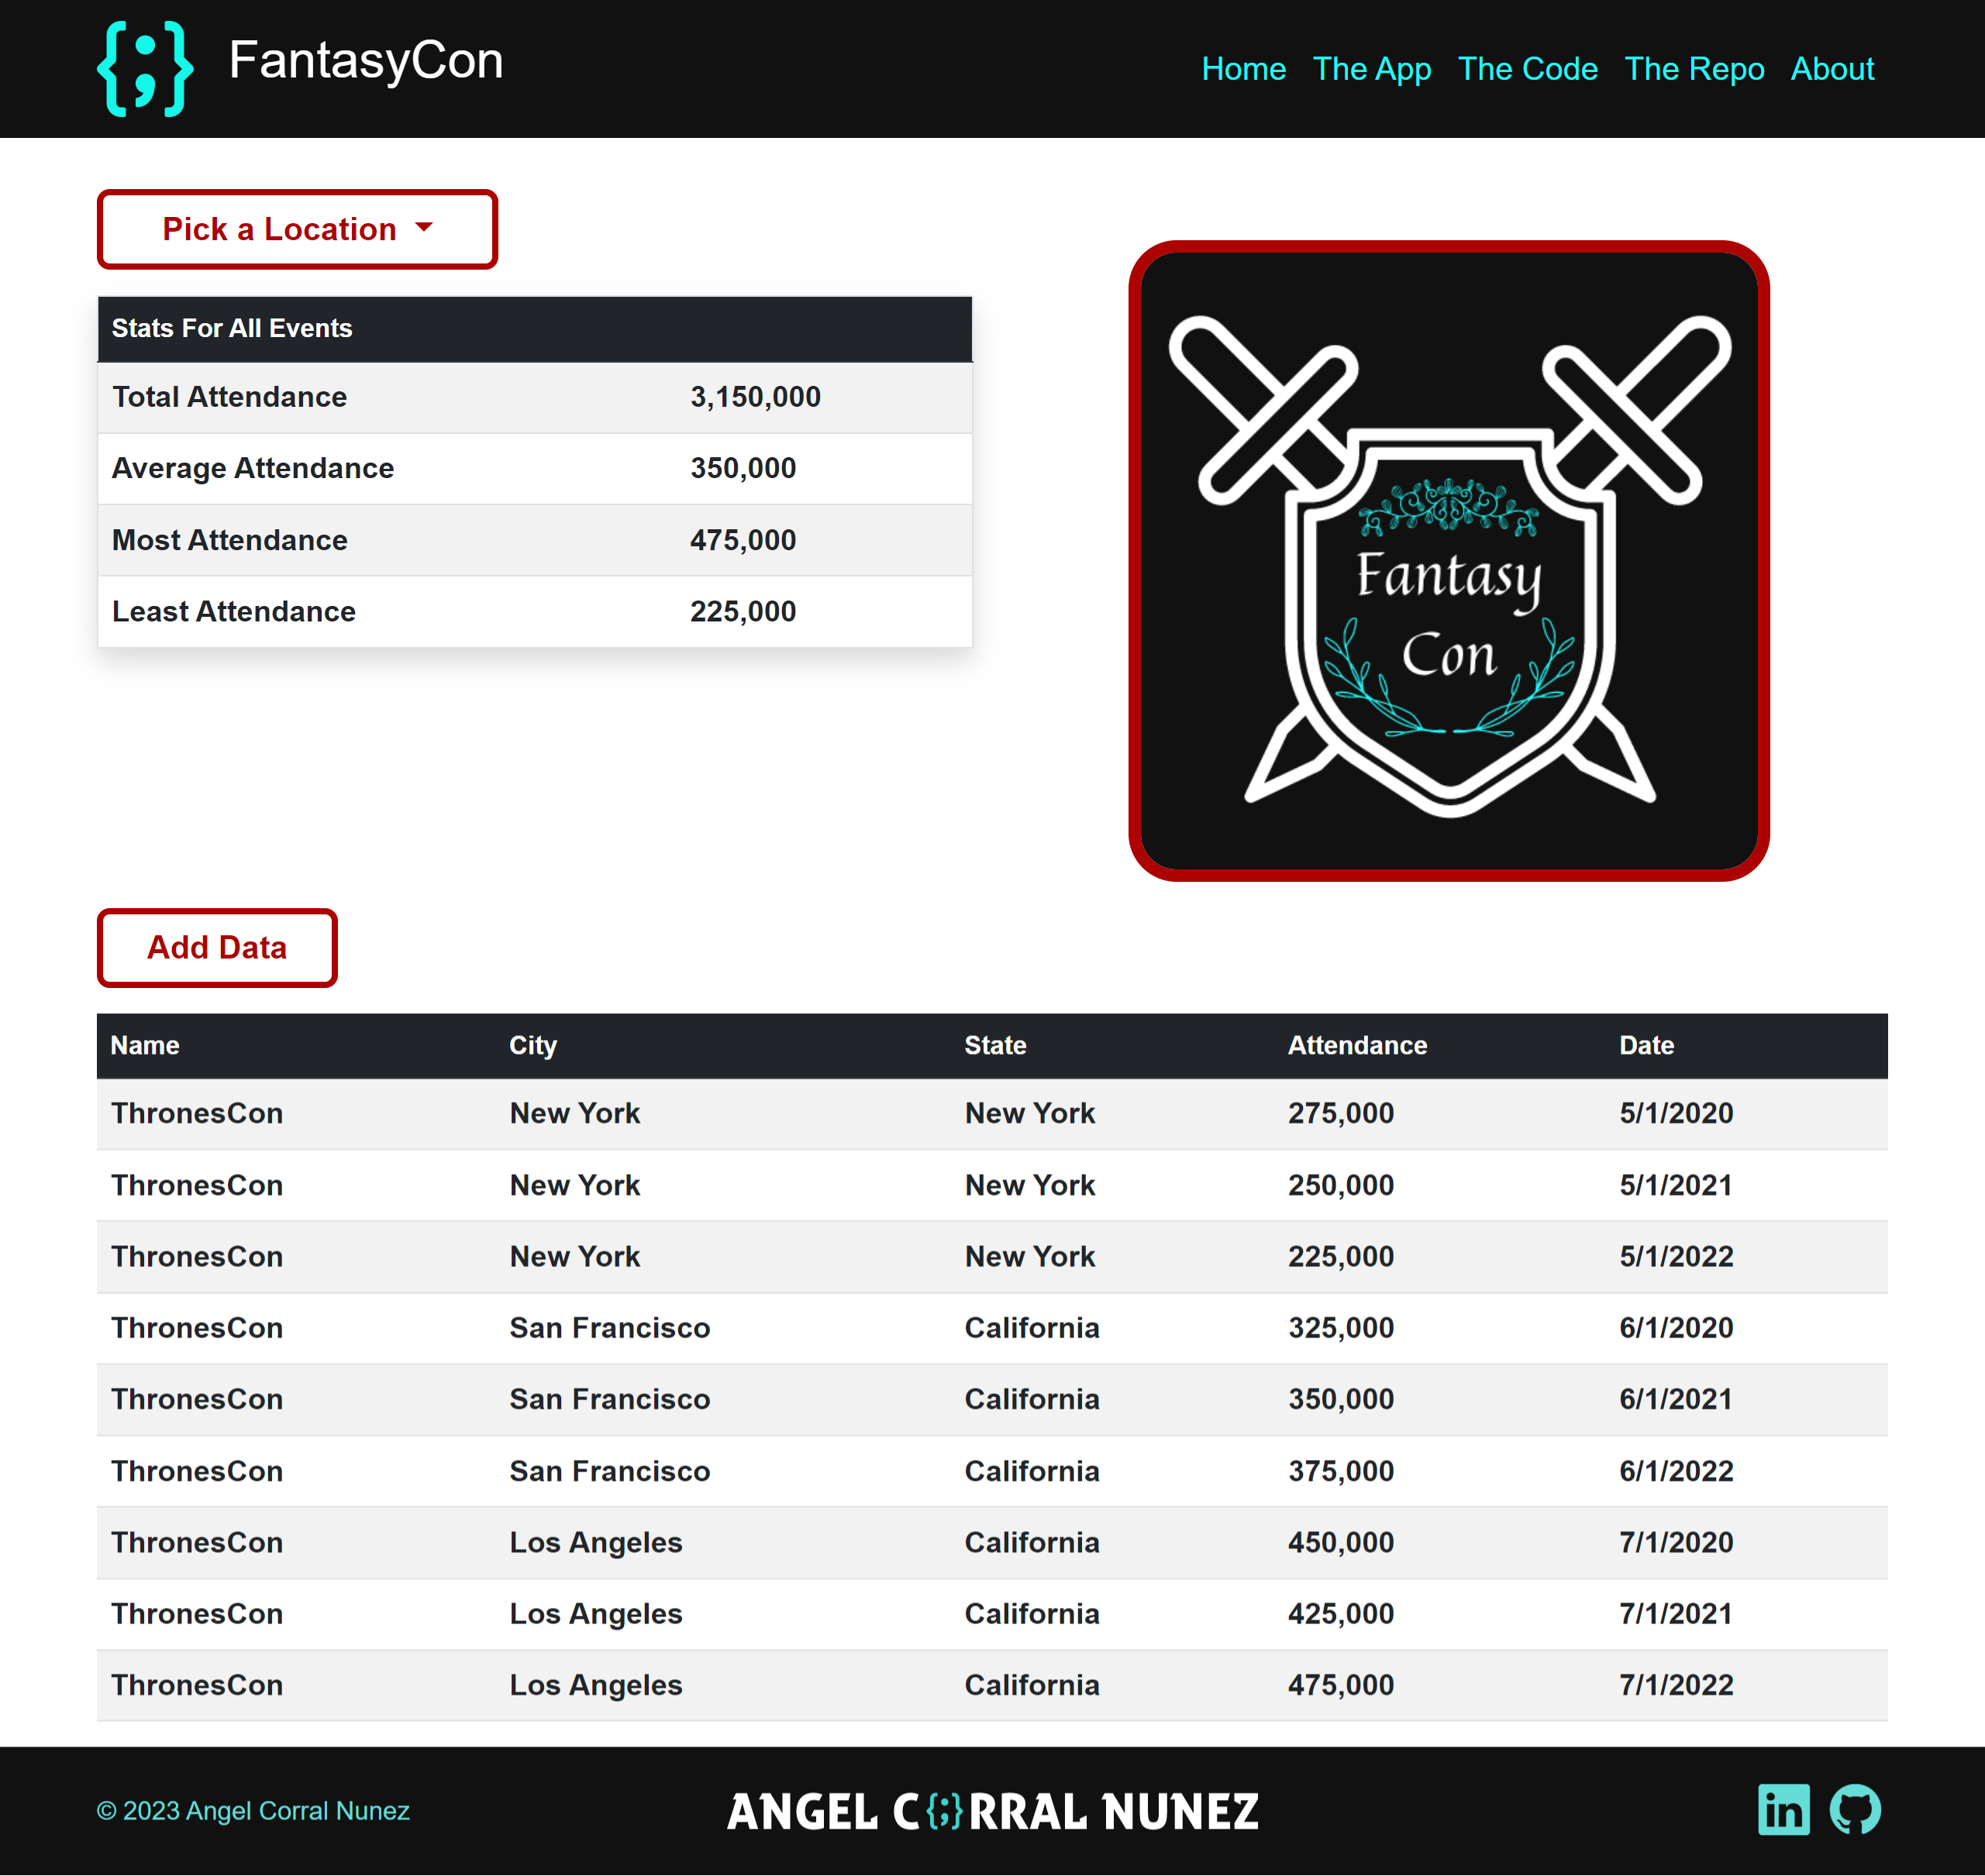 FantasyCon
Home The App The Code The Repo About
Pick a Location
Stats For All Events
Total Attendance 3,150,000
Average Attendance 350,000
Most Attendance 475,000
Least Attendance 225,000
Fantasy
Con
Add Data
Name City State Attendance Date
ThronesCon New York New York 275,000 5/1/2020
ThronesCon New York New York 250,000 5/1/2021
ThronesCon New York New York 225,000 5/1/2022
ThronesCon San Francisco California 325,000 6/1/2020
ThronesCon San Francisco California 350,000 6/1/2021
ThronesCon San Francisco California 375,000 6/1/2022
ThronesCon Los Angeles California 450,000 7/1/2020
ThronesCon Los Angeles California 425,000 7/1/2021
ThronesCon Los Angeles California 475,000 7/1/2022
© 2023 Angel Corral Nunez
ANGEL C{;}RRAL NUNEZ
in